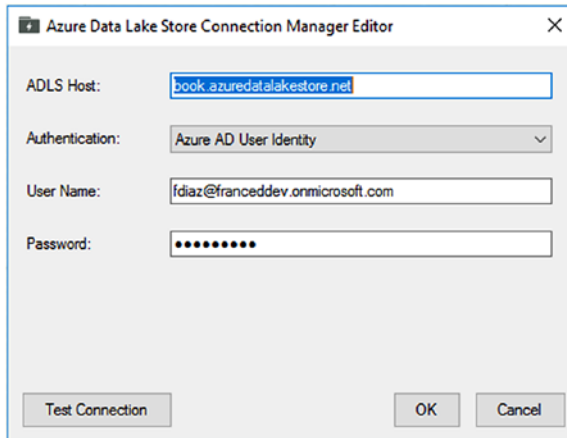 Azure Data Lake Store Connection Manager Editor
ADLS Host: book.azuredatalakestore.net
Authentication: Azure AD User Identity
User Name: fdiaz@franceddev.onmicrosoft.com
Password: •••••••••
Test Connection OK Cancel